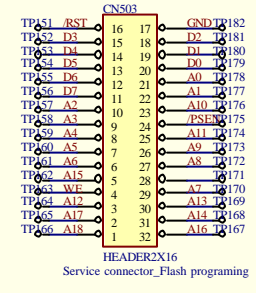 CN503
TP151 /RST 16 17 GND TP182
TP152 D3 15 18 D2 TP181
TP153 D4 14 19 D1 TP180
TP154 D5 13 20 D0 TP179
TP155 D6 12 21 A0 TP178
TP156 D7 11 22 A1 TP177
TP157 A2 10 23 A10 TP176
TP158 A3 9 24 /PSEN TP175
TP159 A4 8 25 A11 TP174
TP160 A5 7 26 A9 TP173
TP161 A6 6 27 A8 TP172
TP162 A15 5 28 TP171
TP163 WE 4 29 A7 TP170
TP164 A12 3 30 A13 TP169
TP165 A17 2 31 A14 TP168
TP166 A18 1 32 A16 TP167
HEADER2X16
Service connector_Flash programing